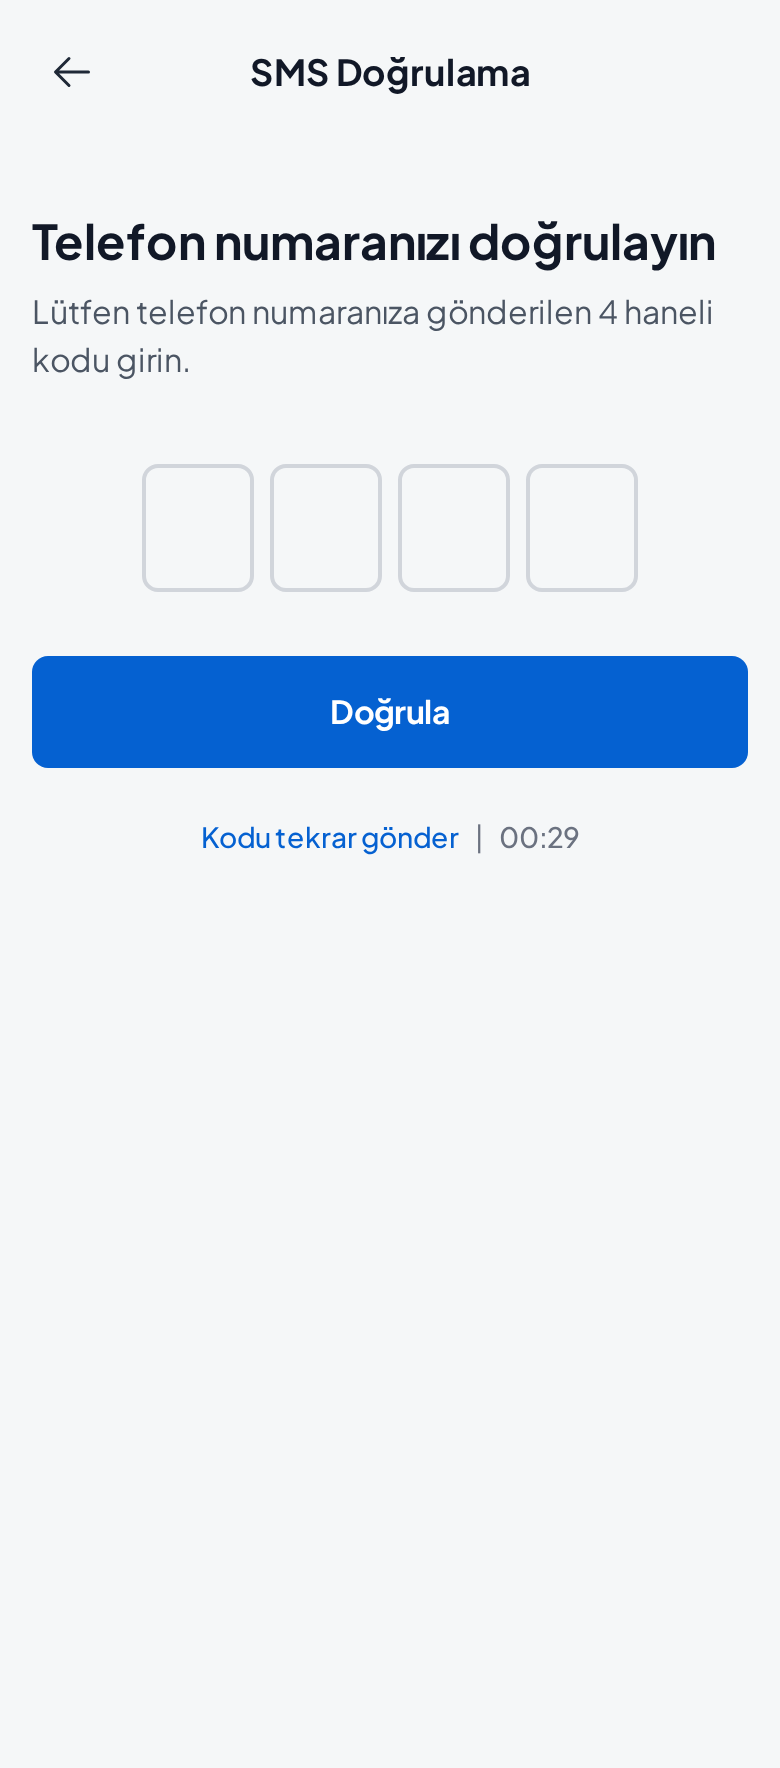 SMS Doğrulama
Telefon numaranızı doğrulayın
Lütfen telefon numaranıza gönderilen 4 haneli
kodu girin.
Doğrula
Kodu tekrar gönder | 00:29